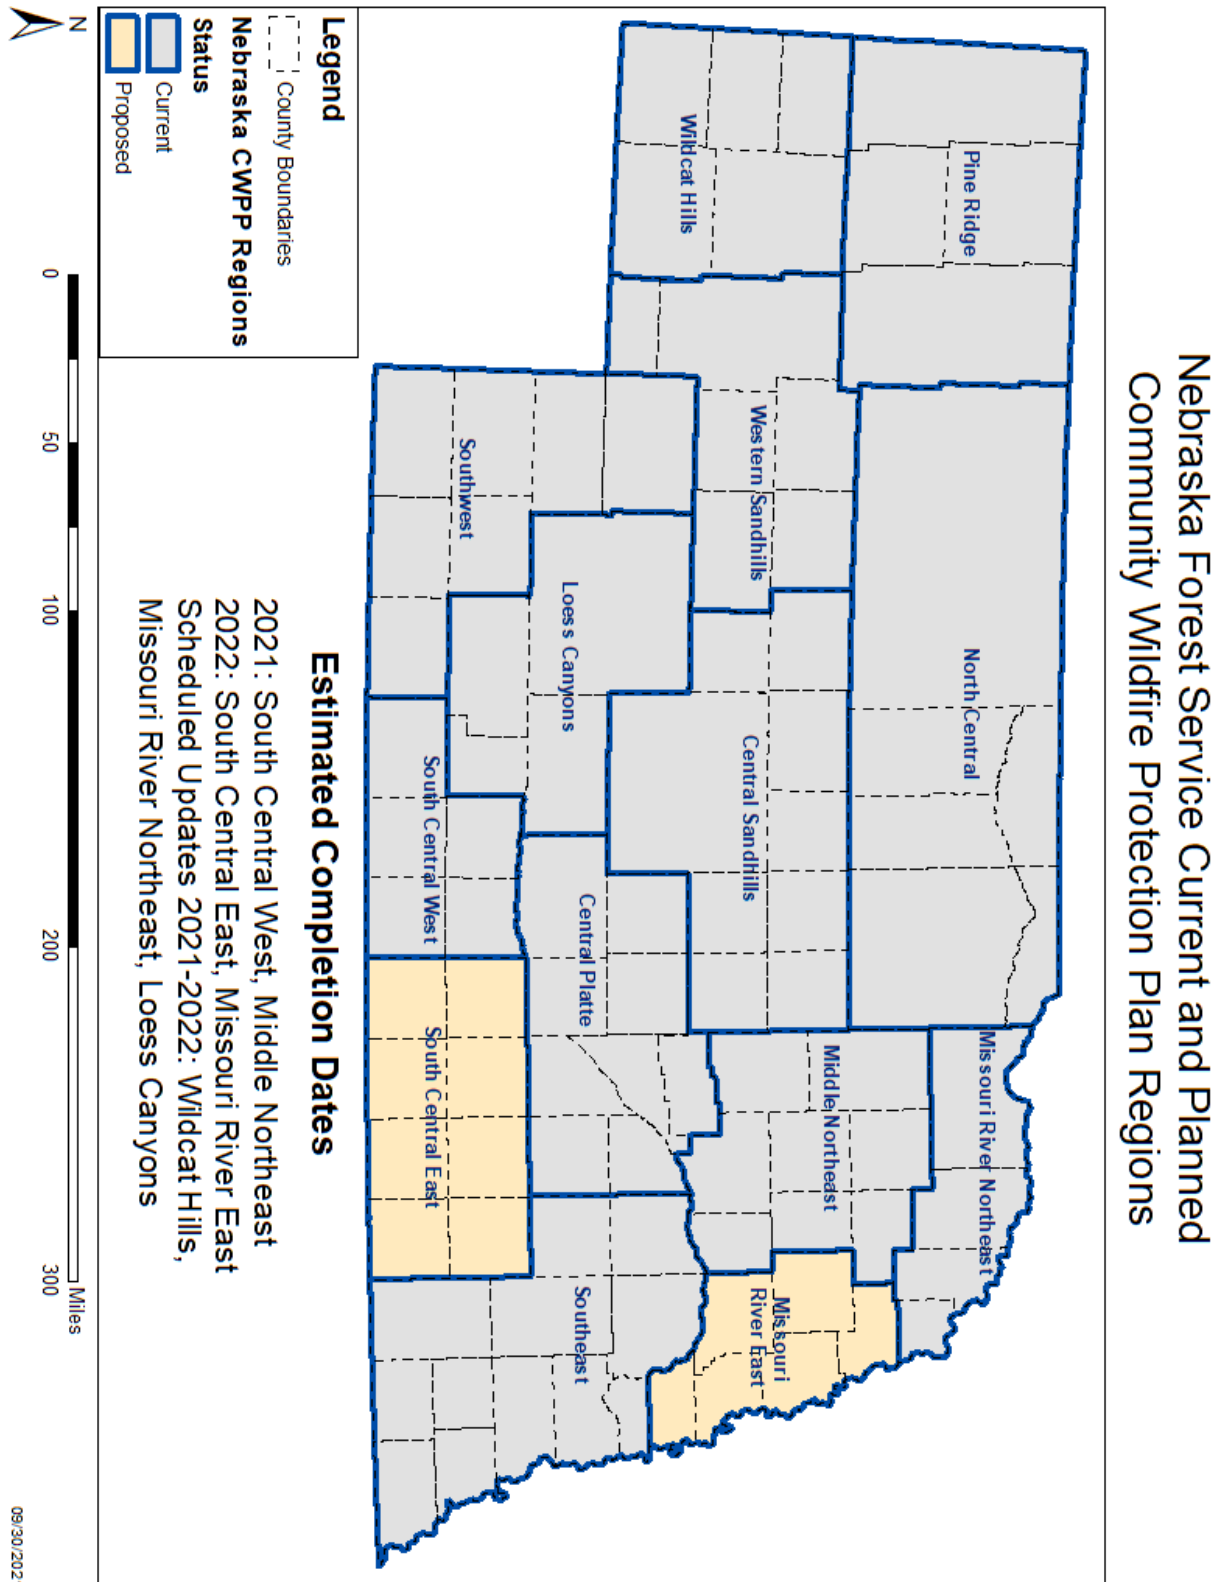 Nebraska Forest Service Current and Planned
Community Wildfire Protection Plan Regions
Pine Ridge
North Central
Missouri River Northeast
Wildcat Hills
Western Sandhills
Central Sandhills
Middle Northeast
Missouri
River East
Loess Canyons
Central Platte
Southeast
Southwest
South Central West
South Central East
Legend
County Boundaries
Nebraska CWPP Regions
Status
Current
Proposed
Estimated Completion Dates
2021: South Central West, Middle Northeast
2022: South Central East, Missouri River East
Scheduled Updates 2021-2022: Wildcat Hills,
Missouri River Northeast, Loess Canyons
N
0
50
100
200
300
Miles